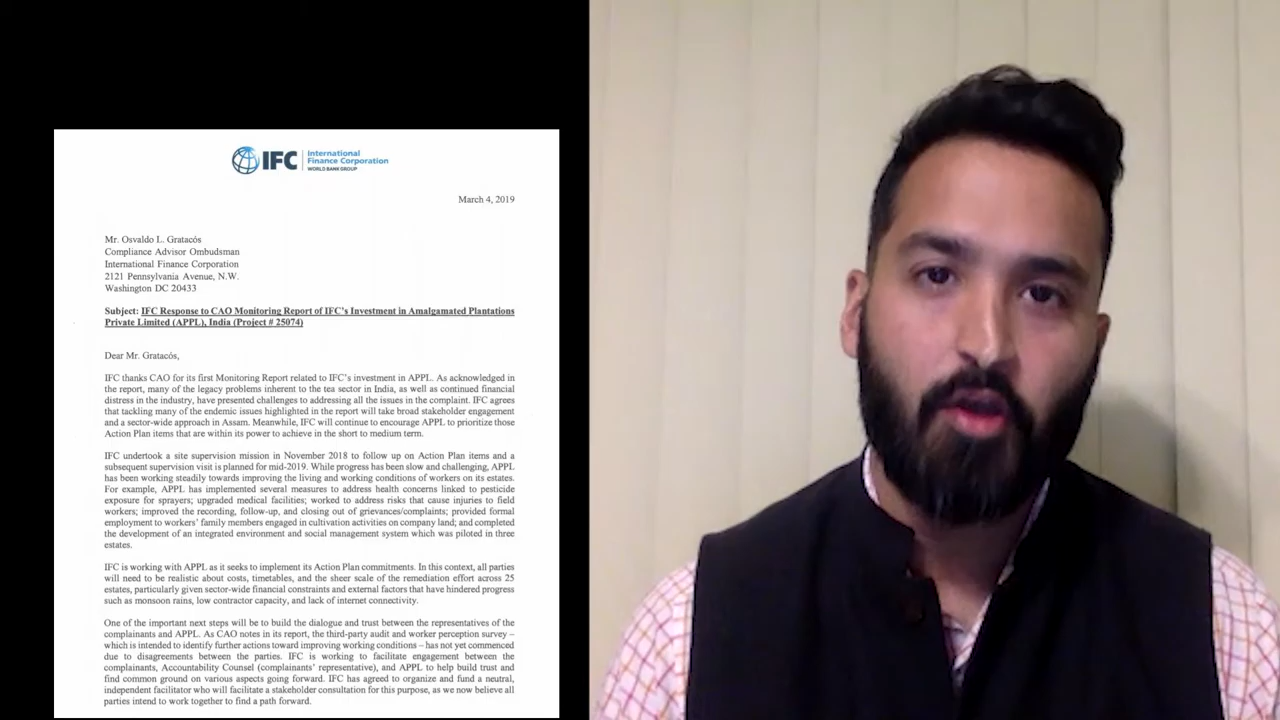 IFC
International
Finance Corporation
WORLD BANK GROUP
March 4, 2019
Mr. Osvaldo L. Gratacós
Compliance Advisor Ombudsman
International Finance Corporation
2121 Pennsylvania Avenue, N.W.
Washington DC 20433
Subject: IFC Response to CAO Monitoring Report of IFC's Investment in Amalgamated Plantations
Private Limited (APPL), India (Project # 25074)
Dear Mr. Gratacós,
IFC thanks CAO for its first Monitoring Report related to IFC's investment in APPL. As acknowledged in
the report, many of the legacy problems inherent to the tea sector in India, as well as continued financial
distress in the industry, have presented challenges to addressing all the issues in the complaint. IFC agrees
that tackling many of the endemic issues highlighted in the report will take broad stakeholder engagement
and a sector-wide approach in Assam. Meanwhile, IFC will continue to encourage APPL to prioritize those
Action Plan items that are within its power to achieve in the short to medium term.
IFC undertook a site supervision mission in November 2018 to follow up on Action Plan items and a
subsequent supervision visit is planned for mid-2019. While progress has been slow and challenging, APPL
has been working steadily towards improving the living and working conditions of workers on its estates.
For example, APPL has implemented several measures to address health concerns linked to pesticide
exposure for sprayers; upgraded medical facilities; worked to address risks that cause injuries to field
workers; improved the recording, follow-up, and closing out of grievances/complaints; provided formal
employment to workers' family members engaged in cultivation activities on company land; and completed
the development of an integrated environment and social management system which was piloted in three
estates.
IFC is working with APPL as it seeks to implement its Action Plan commitments. In this context, all parties
will need to be realistic about costs, timetables, and the sheer scale of the remediation effort across 25
estates, particularly given sector-wide financial constraints and external factors that have hindered progress
such as monsoon rains, low contractor capacity, and lack of internet connectivity.
One of the important next steps will be to build the dialogue and trust between the representatives of the
complainants and APPL. As CAO notes in its report, the third-party audit and worker perception survey –
which is intended to identify further actions toward improving working conditions – has not yet commenced
due to disagreements between the parties. IFC is working to facilitate engagement between the
complainants, Accountability Counsel (complainants' representative), and APPL to help build trust and
find common ground on various aspects going forward. IFC has agreed to organize and fund a neutral,
independent facilitator who will facilitate a stakeholder consultation for this purpose, as we now believe all
parties intend to work together to find a path forward.